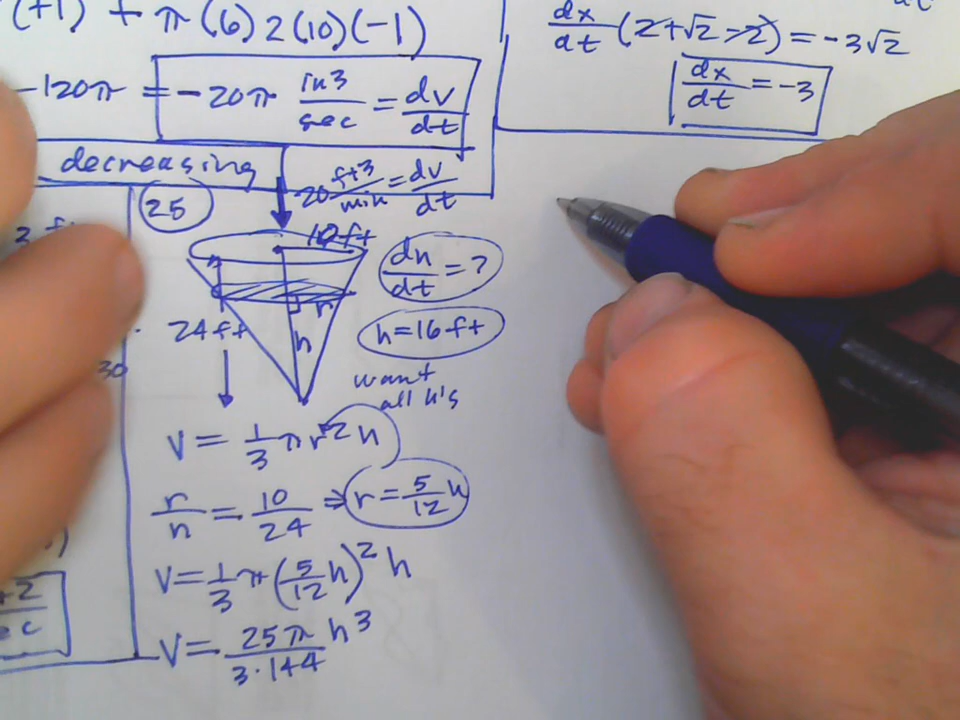 (+1) + π(6)2(10)(-1)
-120π = -20π in3/sec = dv/dt
decreasing
dx/dt (2+√2>2) = -3√2
dx/dt = -3
25
20 ft3/min = dv/dt
10ft
dh/dt = ?
r
h
24ft
h=16ft
want
all h's
V = 1/3 πr2h
r/h = 10/24 ⇒ r = 5/12 h
V = 1/3 π(5/12 h)2 h
V = 25π/3·144 h3
30